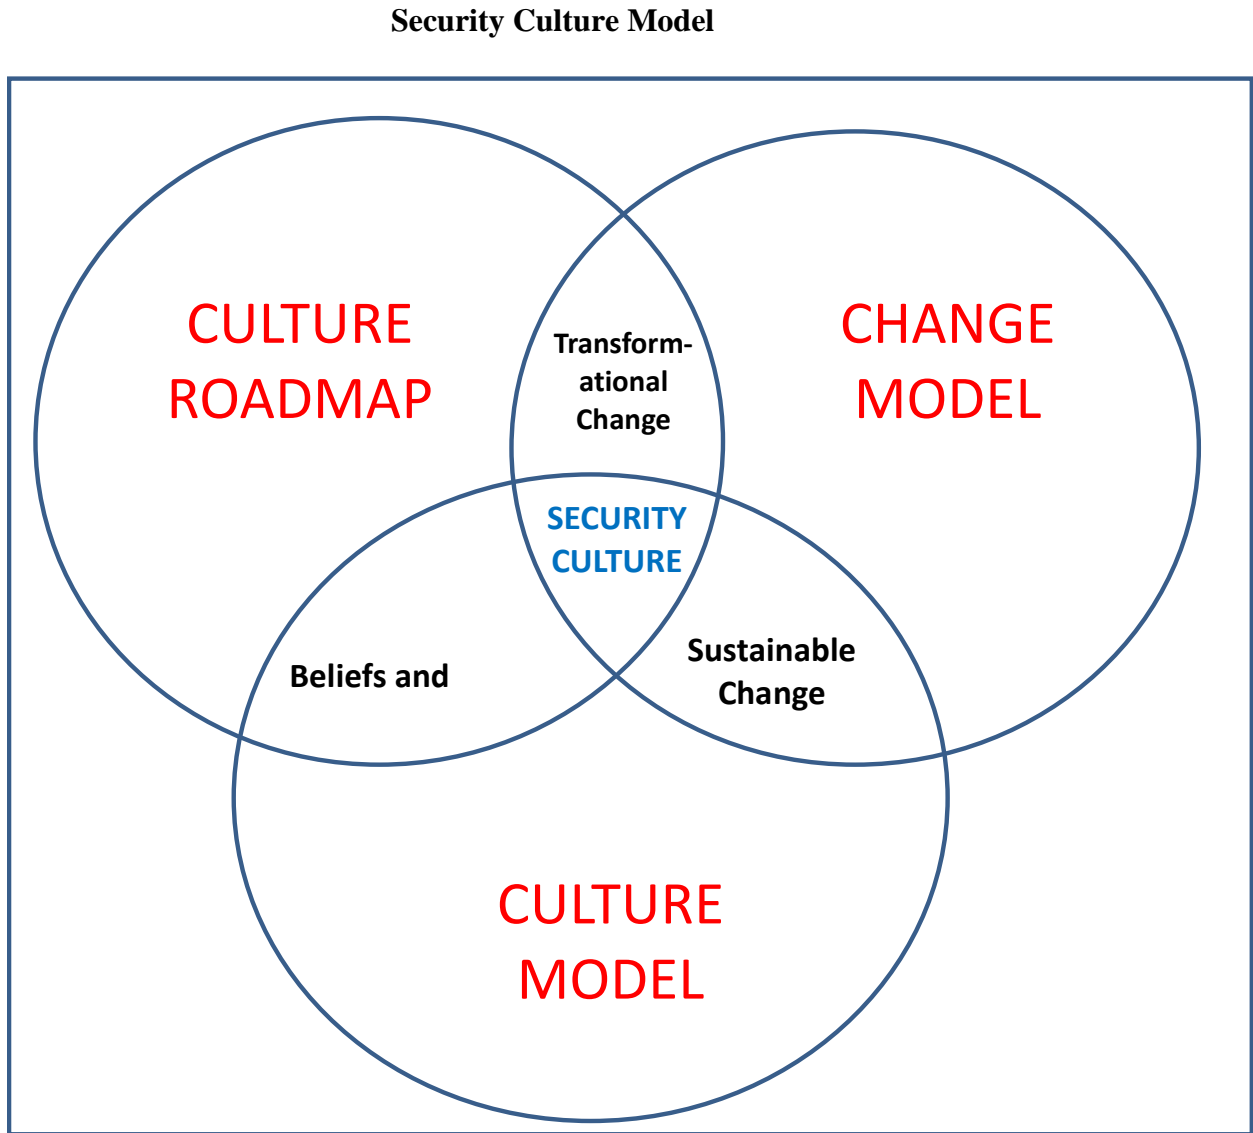 Security Culture Model
CULTURE
ROADMAP
CHANGE
MODEL
Transform-
ational
Change
SECURITY
CULTURE
Beliefs and
Sustainable
Change
CULTURE
MODEL